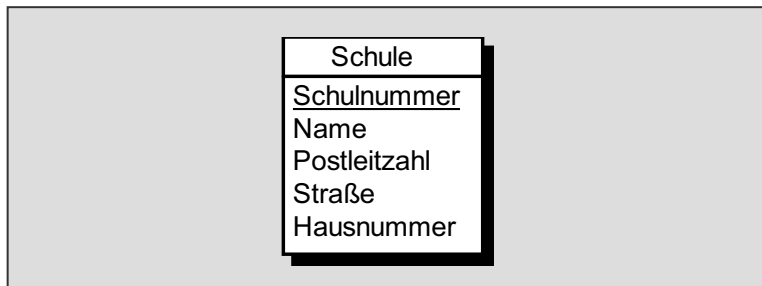 Schule
Schulnummer
Name
Postleitzahl
Straße
Hausnummer